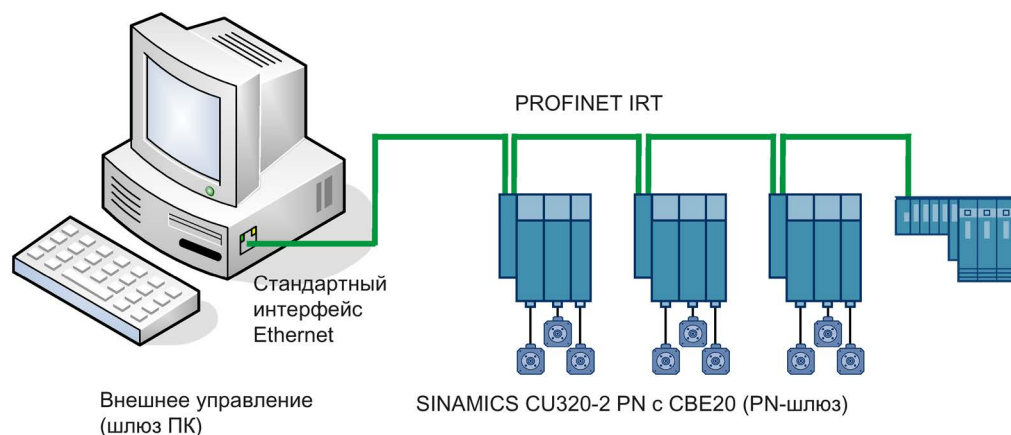 PROFINET IRT
Стандартный
интерфейс
Ethernet
Внешнее управление
(шлюз ПК)
SINAMICS CU320-2 PN с CBE20 (PN-шлюз)